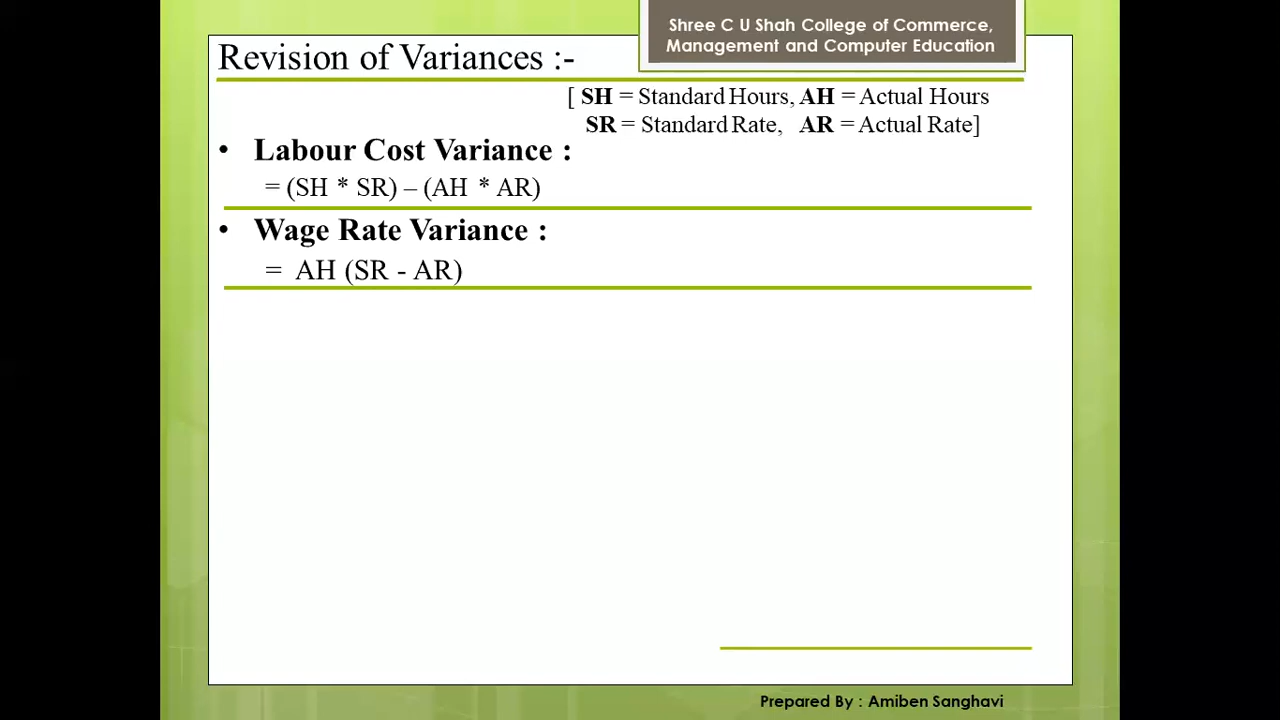 Shree C U Shah College of Commerce,
Management and Computer Education
Revision of Variances :-
[ SH = Standard Hours, AH = Actual Hours
SR = Standard Rate, AR = Actual Rate]
• Labour Cost Variance :
= (SH * SR) – (AH * AR)
• Wage Rate Variance :
= AH (SR - AR)
Prepared By : Amiben Sanghavi